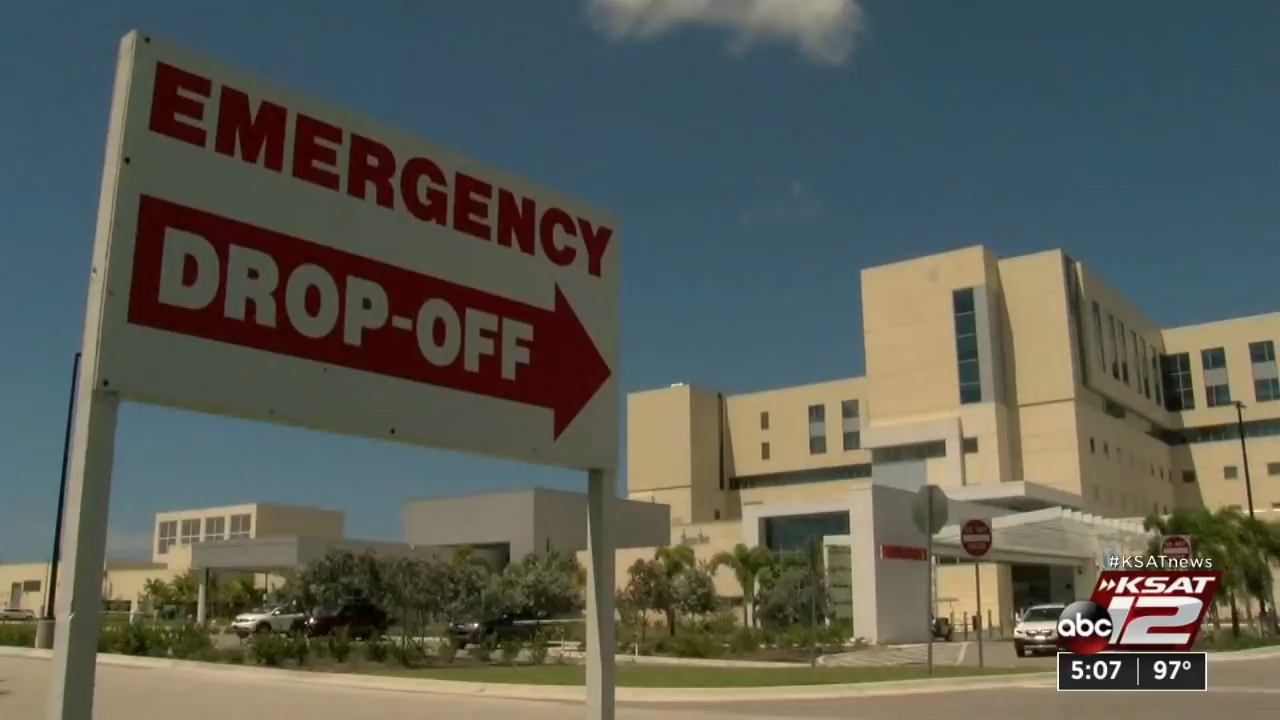 EMERGENCY
DROP-OFF
#KSATnews
KSAT
abc 12
5:07 97°